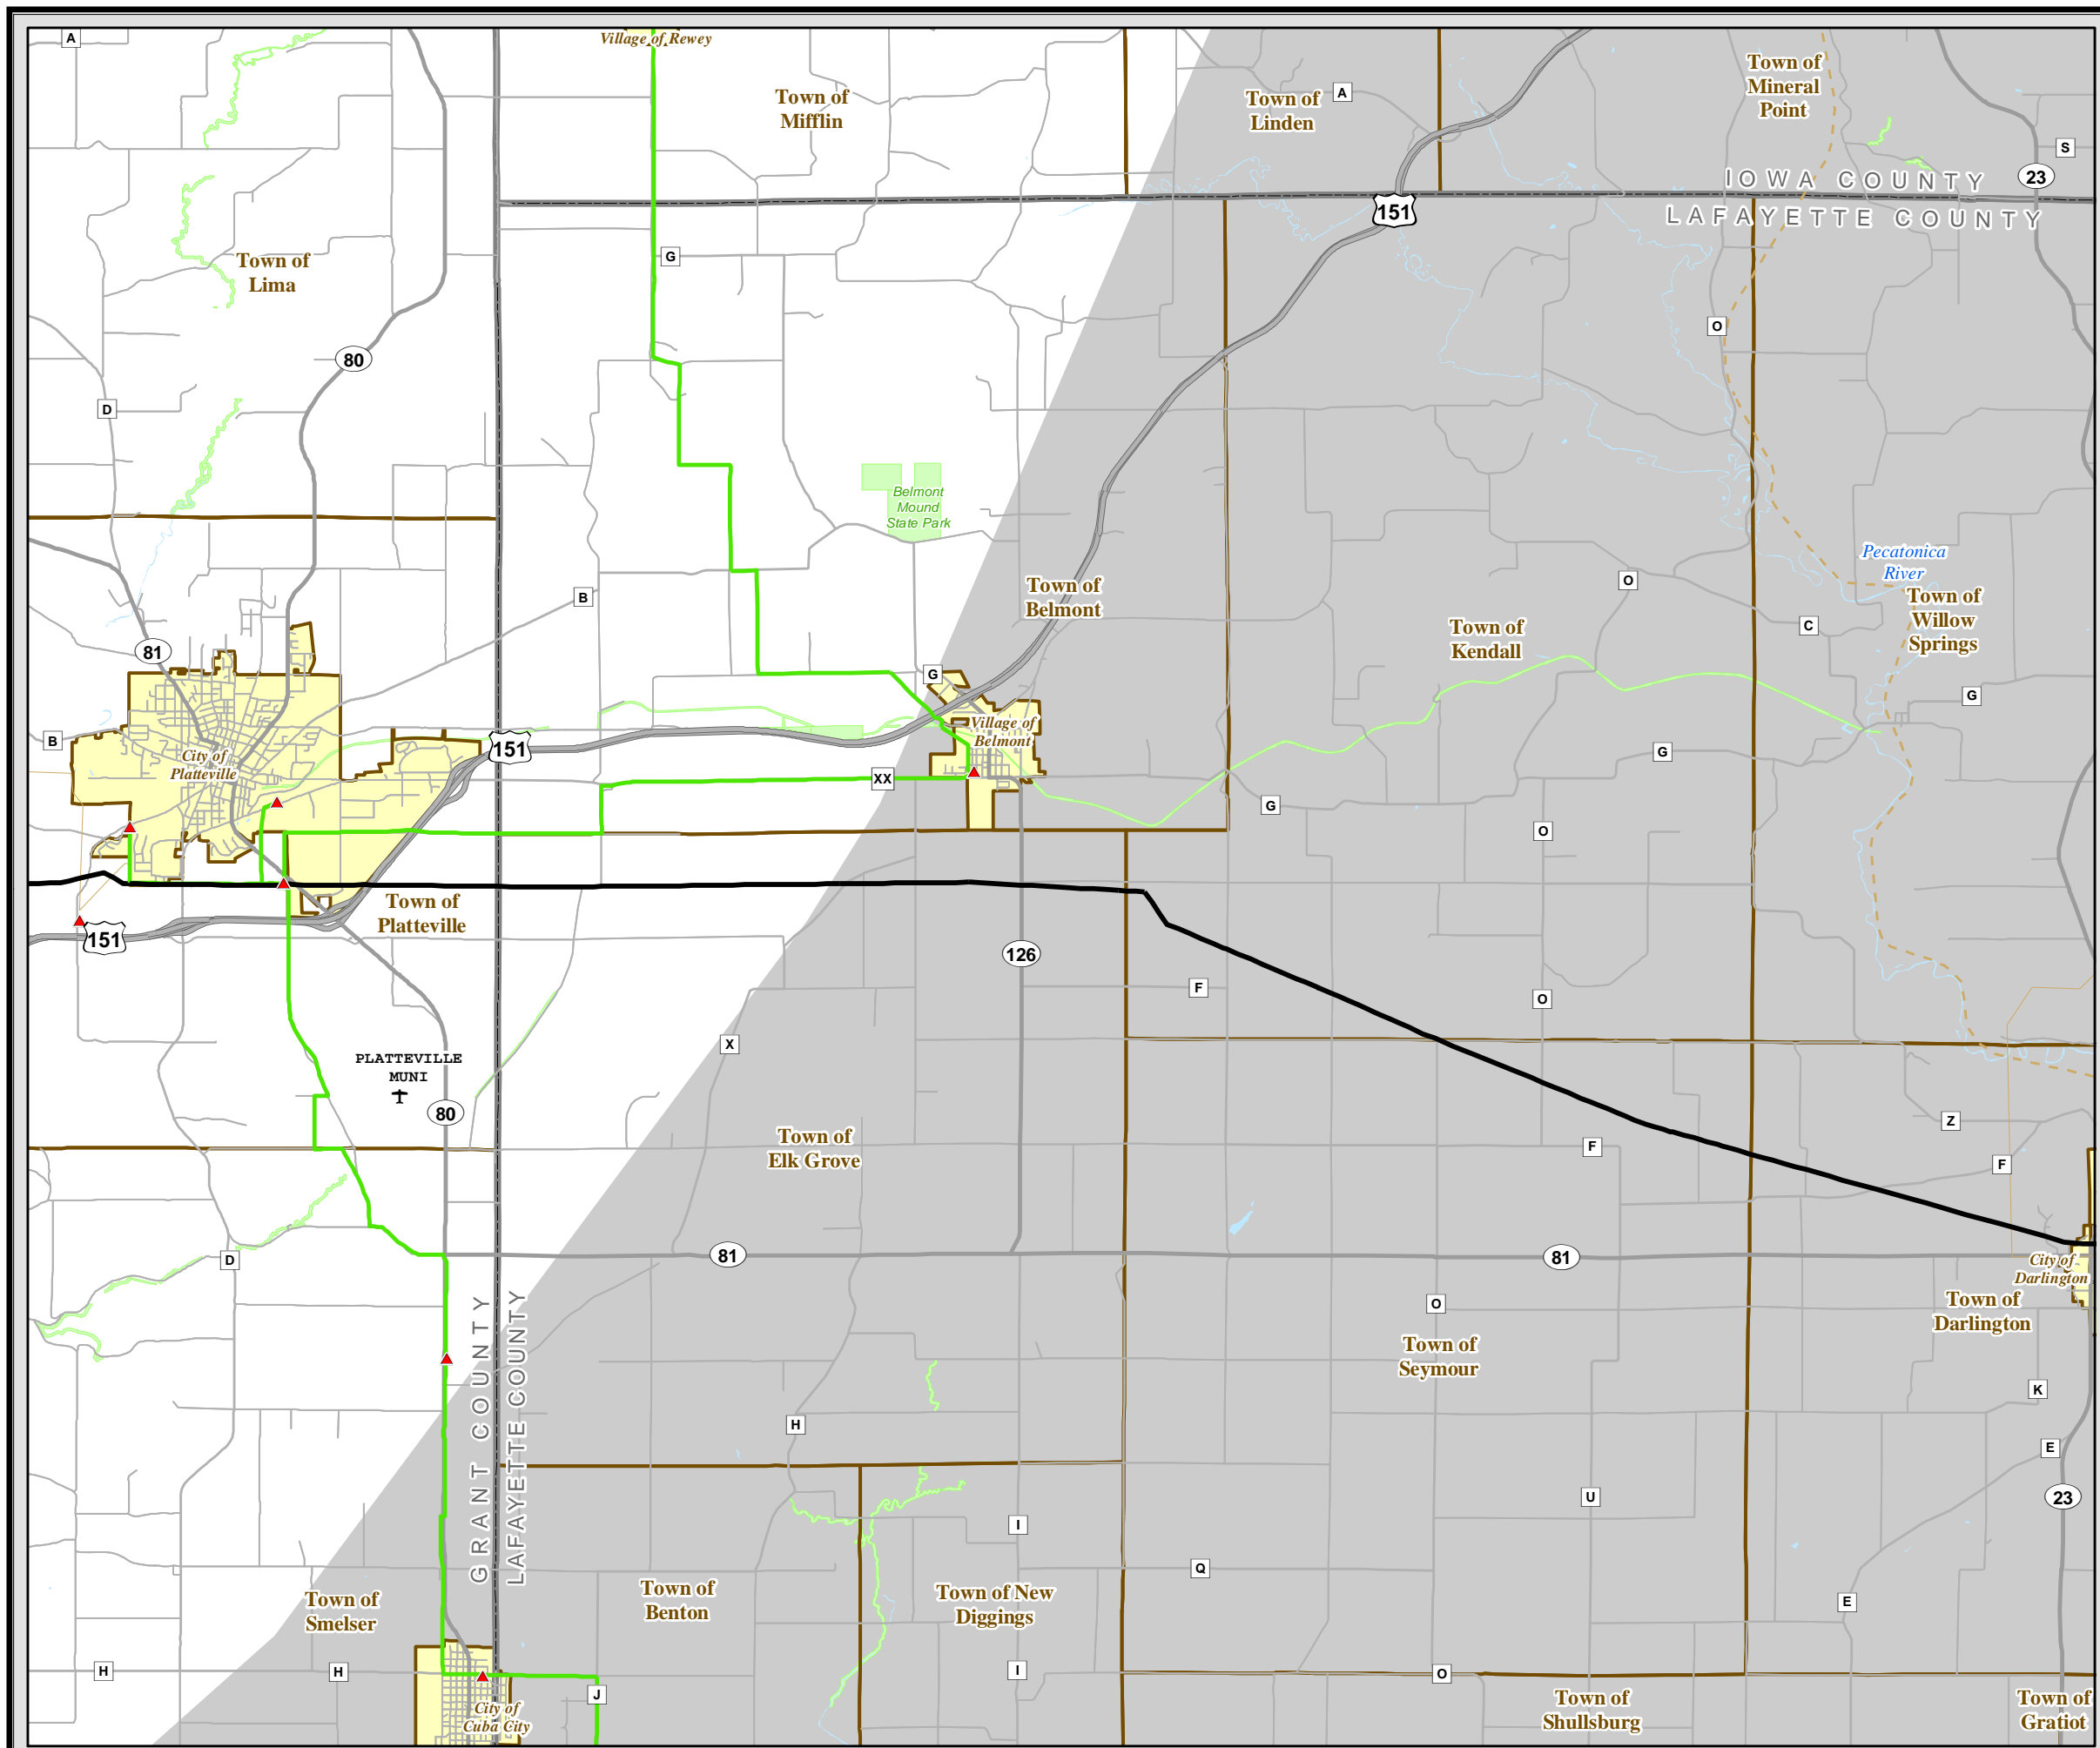 A
Village of Rewey
Town of
Mifflin
Town of
Linden
A
Town of
Mineral
Point
S
23
IOWA COUNTY
LAFAYETTE COUNTY
151
G
Town of
Lima
O
80
D
Belmont
Mound
State Park
Pecatonica
River
B
Town of
Belmont
O
Town of
Willow
Springs
C
Town of
Kendall
81
G
G
Village of
Belmont
B
151
City of
Platteville
G
XX
G
O
Town of
Platteville
151
126
F
O
X
PLATTEVILLE
MUNI
80
Z
Town of
Elk Grove
F
F
D
81
81
City of
Darlington
O
Town of
Darlington
GRANT COUNTY
LAFAYETTE COUNTY
Town of
Seymour
K
H
E
U
23
I
Q
Town of
Smelser
Town of
Benton
Town of New
Diggings
E
H
H
I
O
J
City of
Cuba City
Town of
Shullsburg
Town of
Gratiot